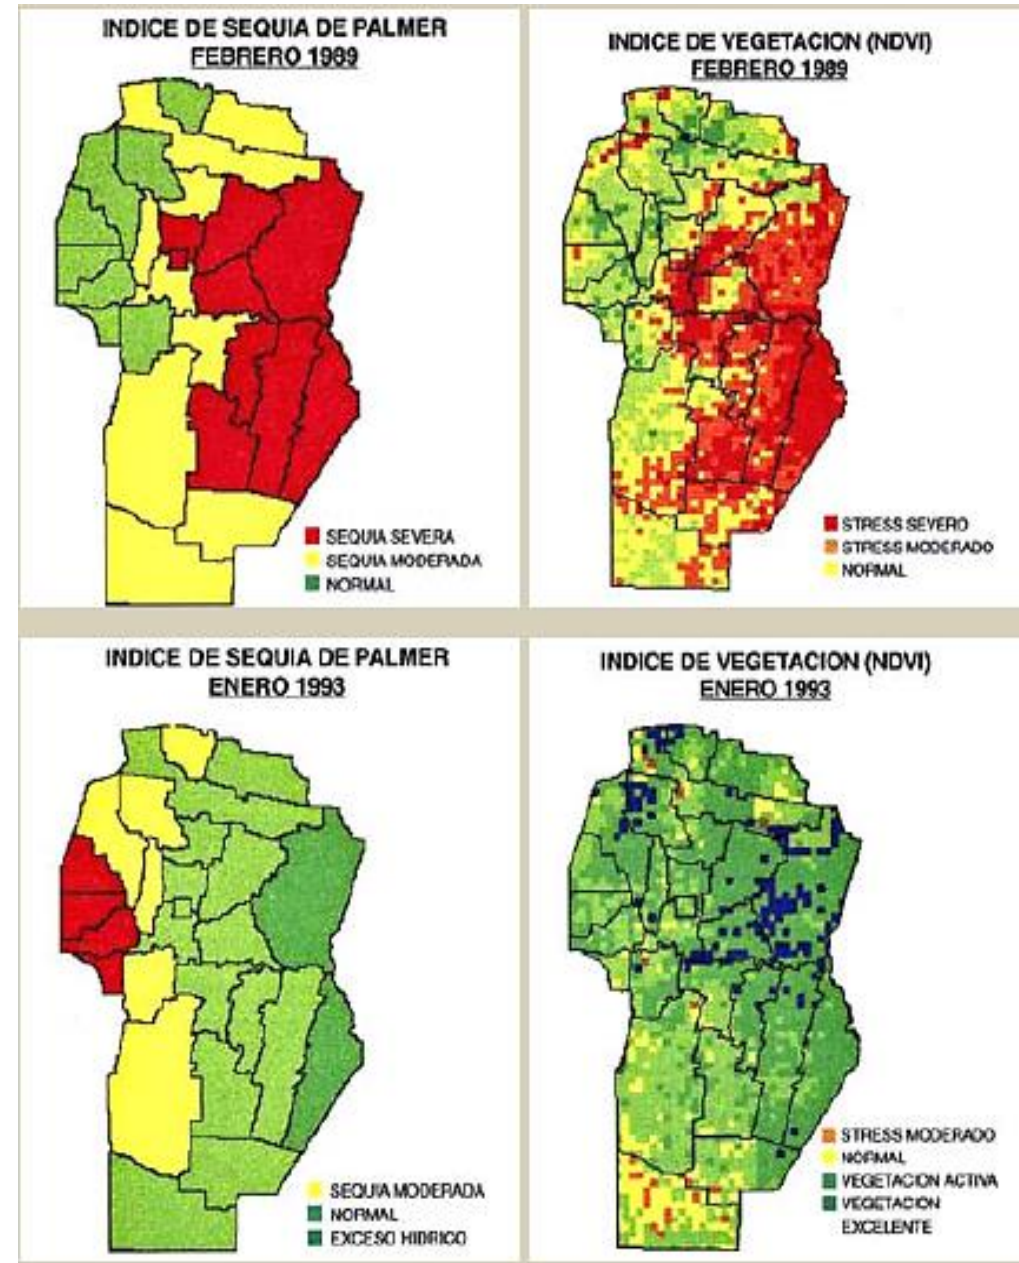 INDICE DE SEQUIA DE PALMER
FEBRERO 1989
SEQUIA SEVERA
SEQUIA MODERADA
NORMAL
INDICE DE VEGETACION (NDVI)
FEBRERO 1989
STRESS SEVERO
STRESS MODERADO
NORMAL
INDICE DE SEQUIA DE PALMER
ENERO 1993
SEQUIA MODERADA
NORMAL
EXCESO HIDRICO
INDICE DE VEGETACION (NDVI)
ENERO 1993
STRESS MODERADO
NORMAL
VEGETACION ACTIVA
VEGETACION
EXCELENTE